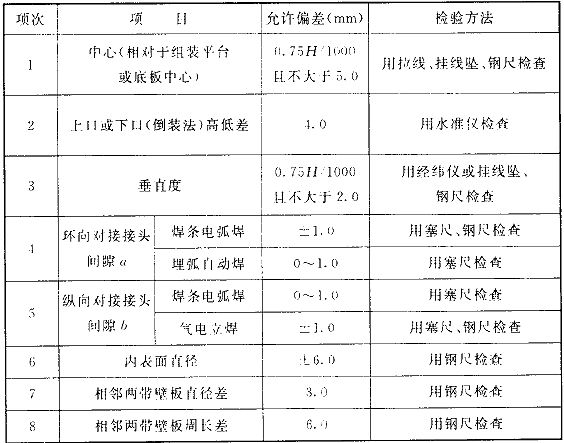 项次 项目 允许偏差(mm) 检验方法
1 中心(相对于组装平台或底板中心) 0.75H/1000 且不大于5.0 用拉线、挂线坠、钢尺检查
2 上口或下口(倒装法)高低差 4.0 用水准仪检查
3 垂直度 0.75H/1000 且不大于2.0 用经纬仪或挂线坠、钢尺检查
4 环向对接接头间隙a 焊条电弧焊 ±1.0 用塞尺、钢尺检查
埋弧自动焊 0～1.0 用塞尺检查
5 纵向对接接头间隙b 焊条电弧焊 0～1.0 用塞尺检查
气电立焊 ±1.0 用塞尺、钢尺检查
6 内表面直径 ±6.0 用钢尺检查
7 相邻两带壁板直径差 3.0 用钢尺检查
8 相邻两带壁板周长差 6.0 用钢尺检查